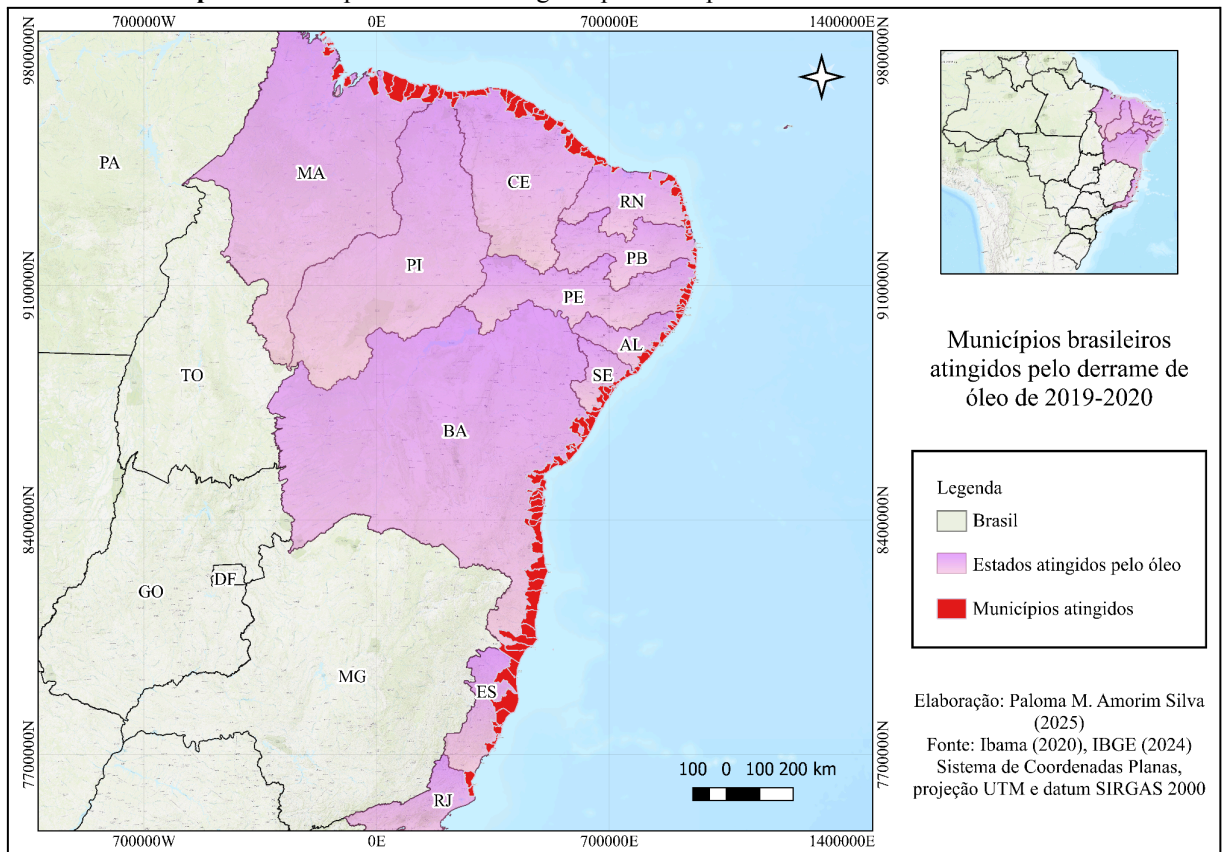 700000W 0E 700000E 1400000E
9800000N 9800000N
9100000N 9100000N
8400000N 8400000N
7700000N 7700000N
PA
MA
CE
RN
PB
PI
PE
AL
SE
TO
BA
GO
DF
MG
ES
RJ
100 0 100 200 km
700000W 0E 700000E 1400000E
Municípios brasileiros
atingidos pelo derrame de
óleo de 2019-2020
Legenda
Brasil
Estados atingidos pelo óleo
Municípios atingidos
Elaboração: Paloma M. Amorim Silva
(2025)
Fonte: Ibama (2020), IBGE (2024)
Sistema de Coordenadas Planas,
projeção UTM e datum SIRGAS 2000